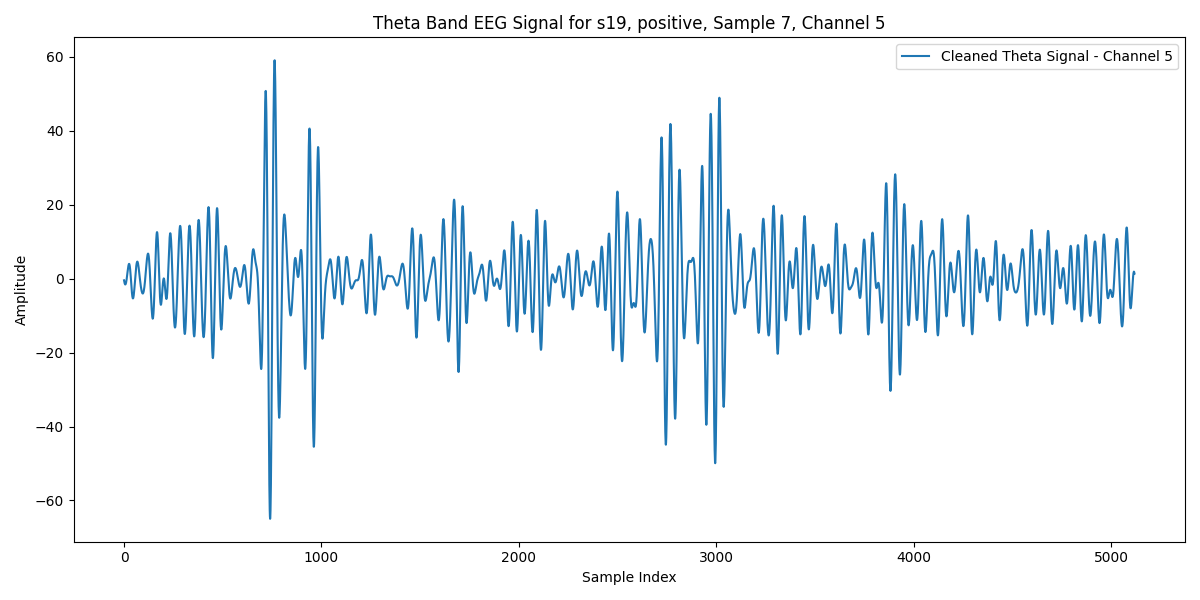 Theta Band EEG Signal for s19, positive, Sample 7, Channel 5
Cleaned Theta Signal - Channel 5
Amplitude
60
40
20
0
−20
−40
−60
0 1000 2000 3000 4000 5000
Sample Index